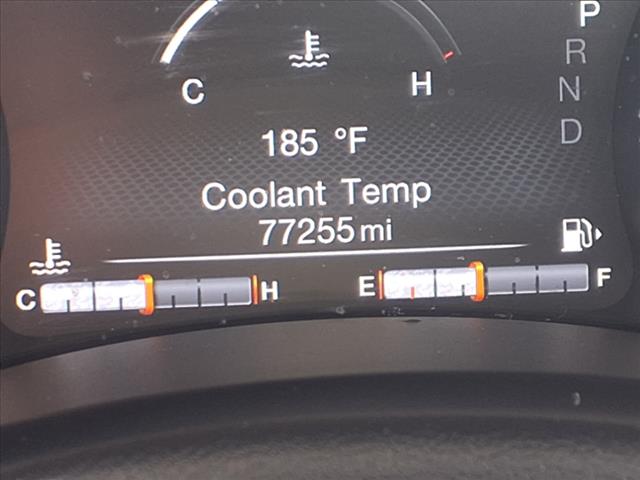 P
R
N
D
C H
185 °F
Coolant Temp
77255 mi
C H E F